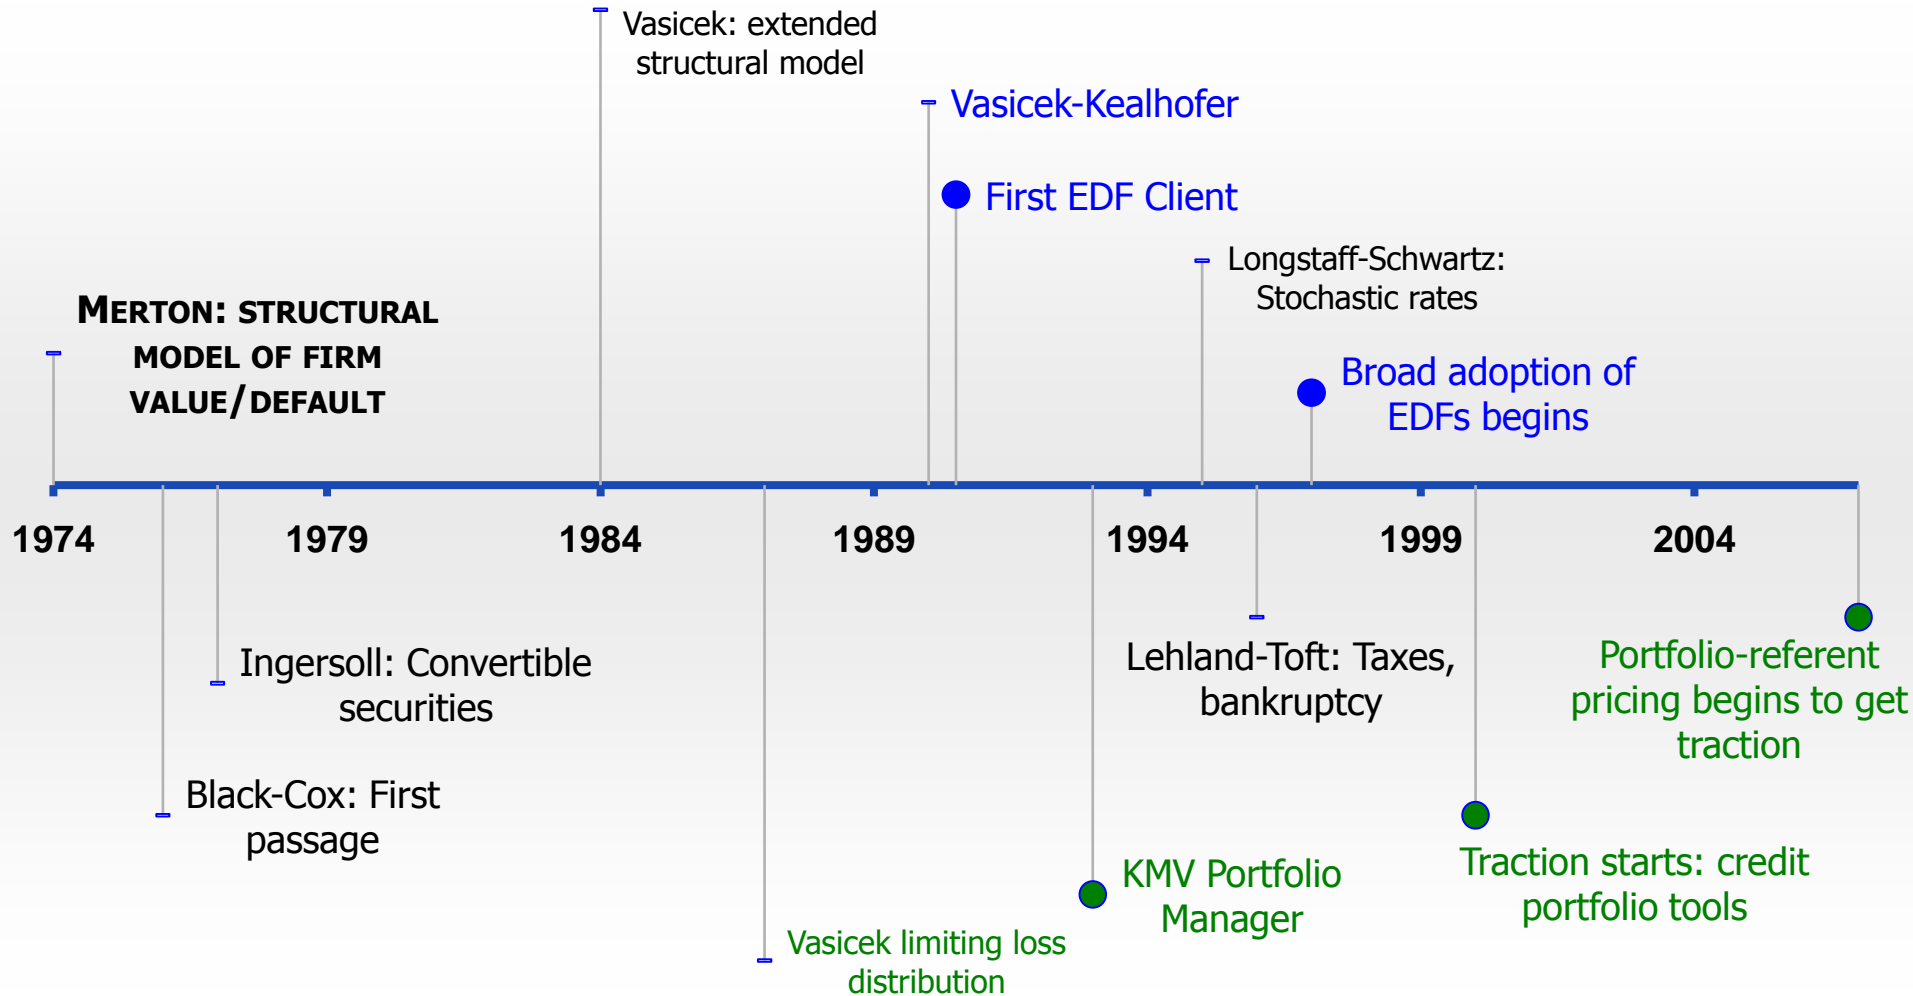 Vasicek: extended
structural model
Vasicek-Kealhofer
First EDF Client
Longstaff-Schwartz:
Stochastic rates
MERTON: STRUCTURAL
MODEL OF FIRM
VALUE/DEFAULT
Broad adoption of
EDFs begins
1974
1979
1984
1989
1994
1999
2004
Ingersoll: Convertible
securities
Lehland-Toft: Taxes,
bankruptcy
Portfolio-referent
pricing begins to get
traction
Black-Cox: First
passage
KMV Portfolio
Manager
Traction starts: credit
portfolio tools
Vasicek limiting loss
distribution